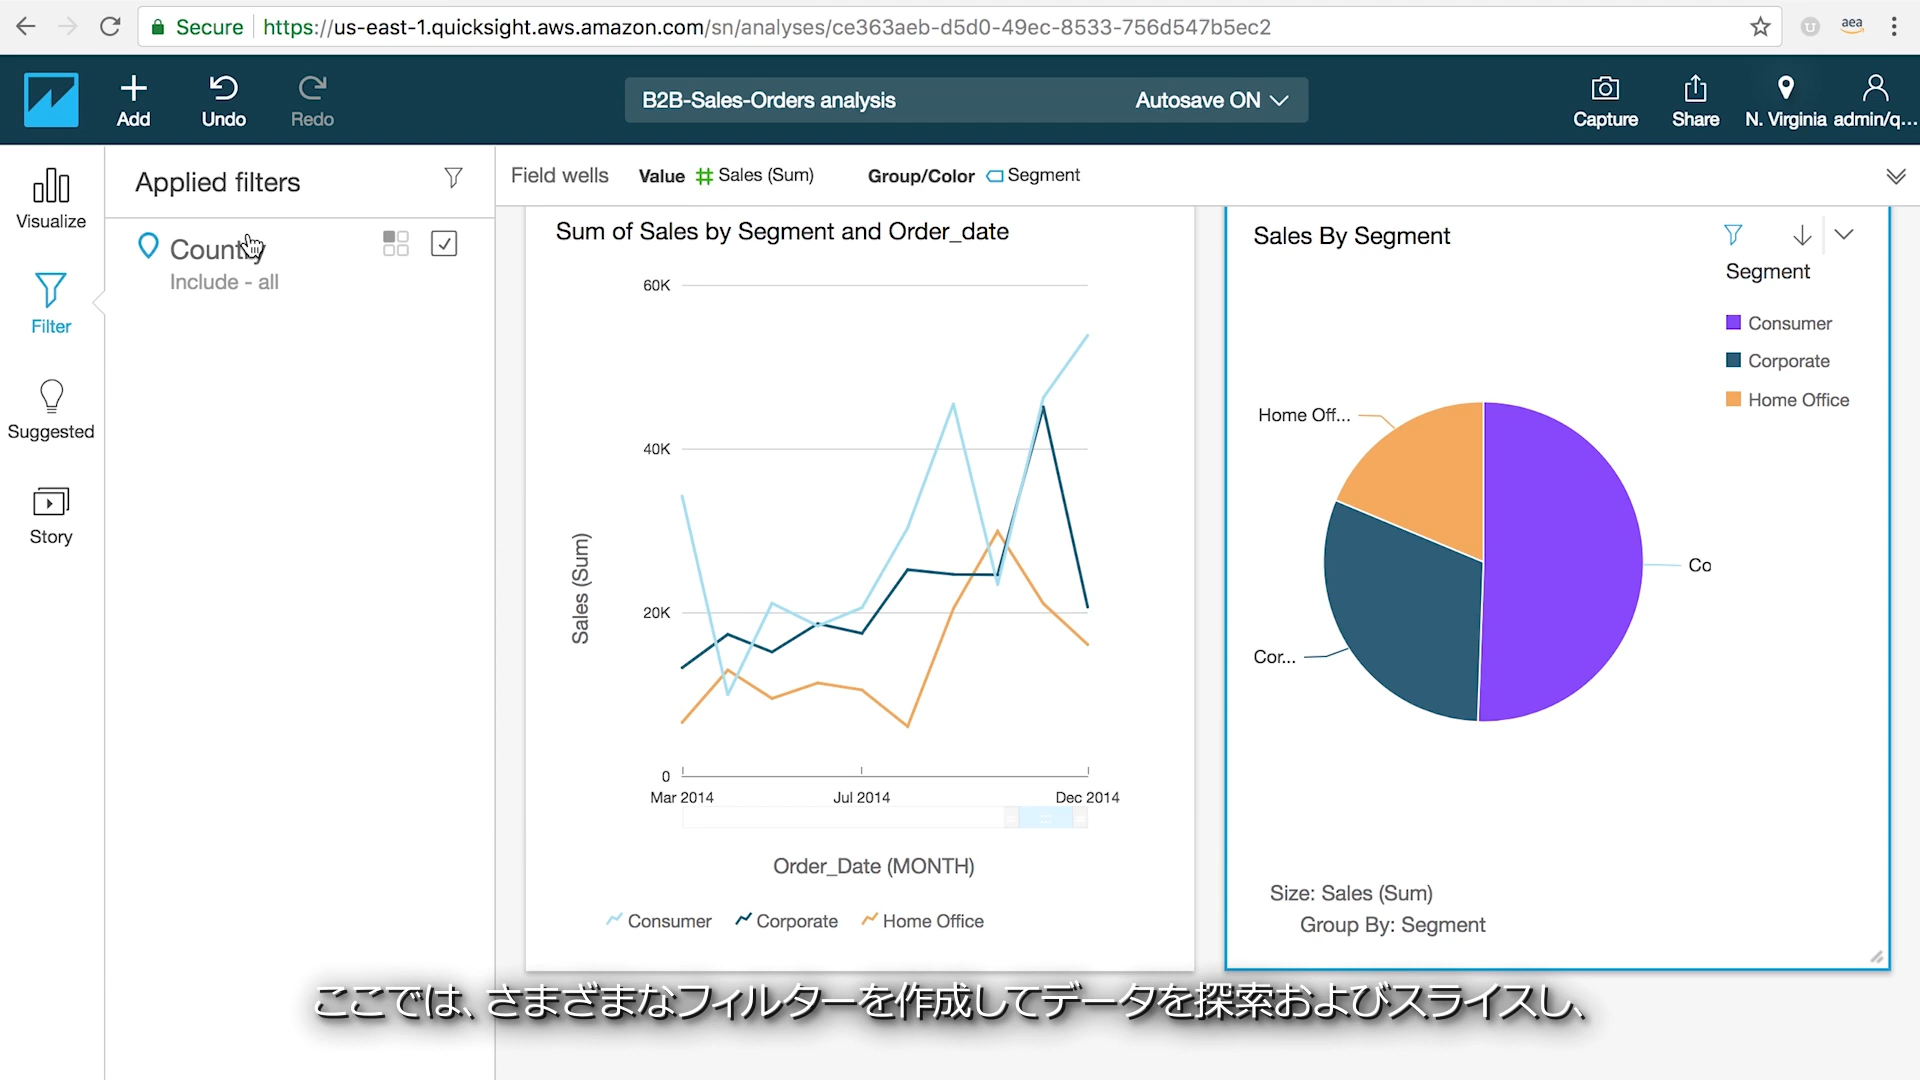 Secure
https://us-east-1.quicksight.aws.amazon.com/sn/analyses/ce363aeb-d5d0-49ec-8533-756d547b5ec2
aea
Add
Undo
Redo
B2B-Sales-Orders analysis
Autosave ON
Capture
Share
N. Virginia
admin/q...
Visualize
Filter
Suggested
Story
Applied filters
Country
Include - all
Field wells
Value
Sales (Sum)
Group/Color
Segment
Sum of Sales by Segment and Order_date
60K
40K
20K
0
Sales (Sum)
Mar 2014
Jul 2014
Dec 2014
Order_Date (MONTH)
Consumer
Corporate
Home Office
Sales By Segment
Segment
Consumer
Corporate
Home Office
Home Off...
Co
Cor...
Size: Sales (Sum)
Group By: Segment
ここでは、さまざまなフィルターを作成してデータを探索およびスライスし、